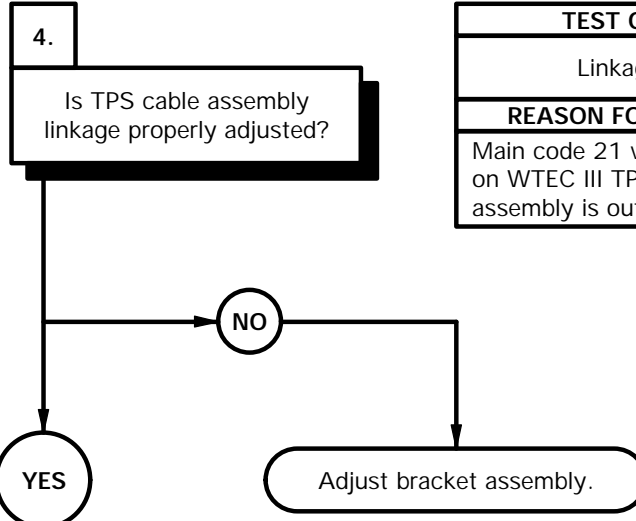 4.
Is TPS cable assembly
linkage properly adjusted?
TEST
Linka
REASON FO
Main code 21
on WTEC III TP
assembly is out
NO
YES
Adjust bracket assembly.